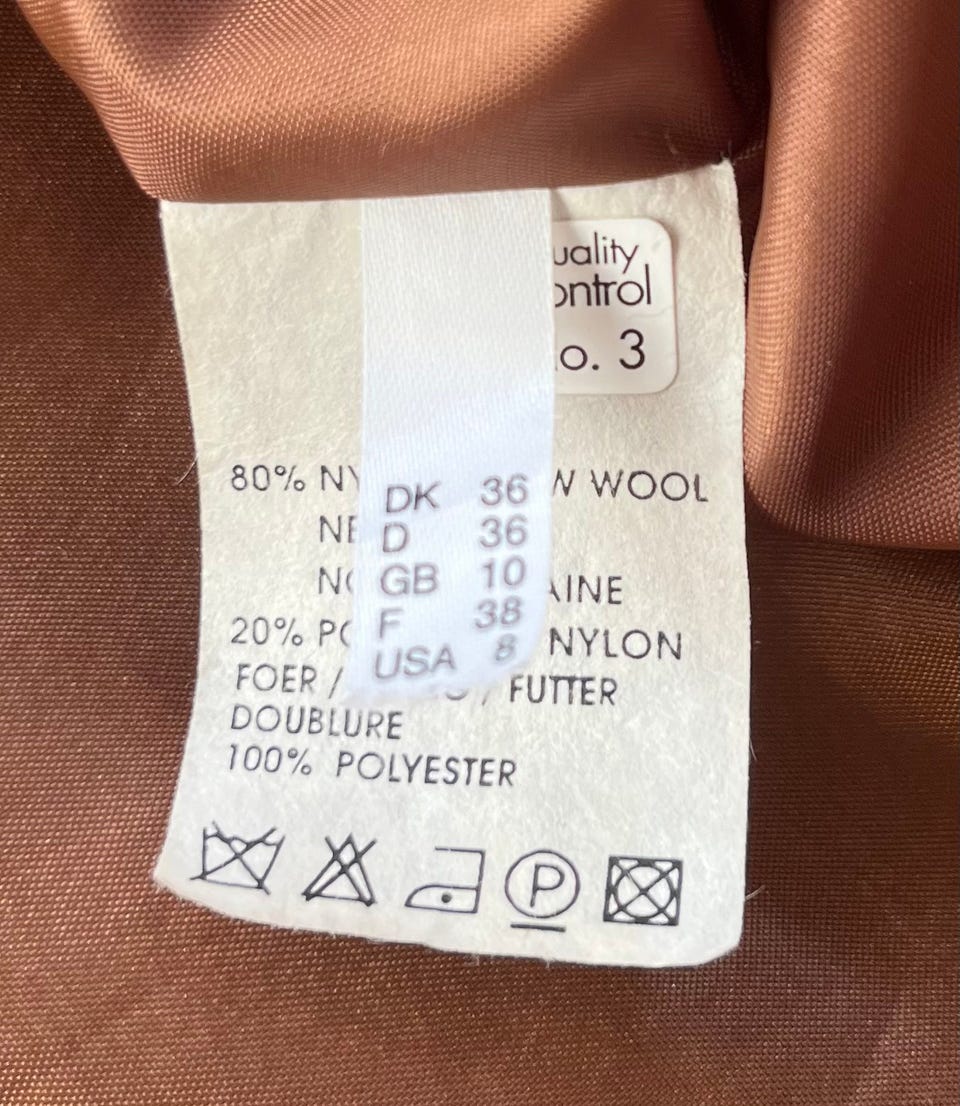 uality
ontrol
o. 3
80% NY
W WOOL
NE
NO
AINE
20% PO
NYLON
FOER /
/ FUTTER
DOUBLURE
100% POLYESTER
DK 36
D 36
GB 10
F 38
USA 8
P